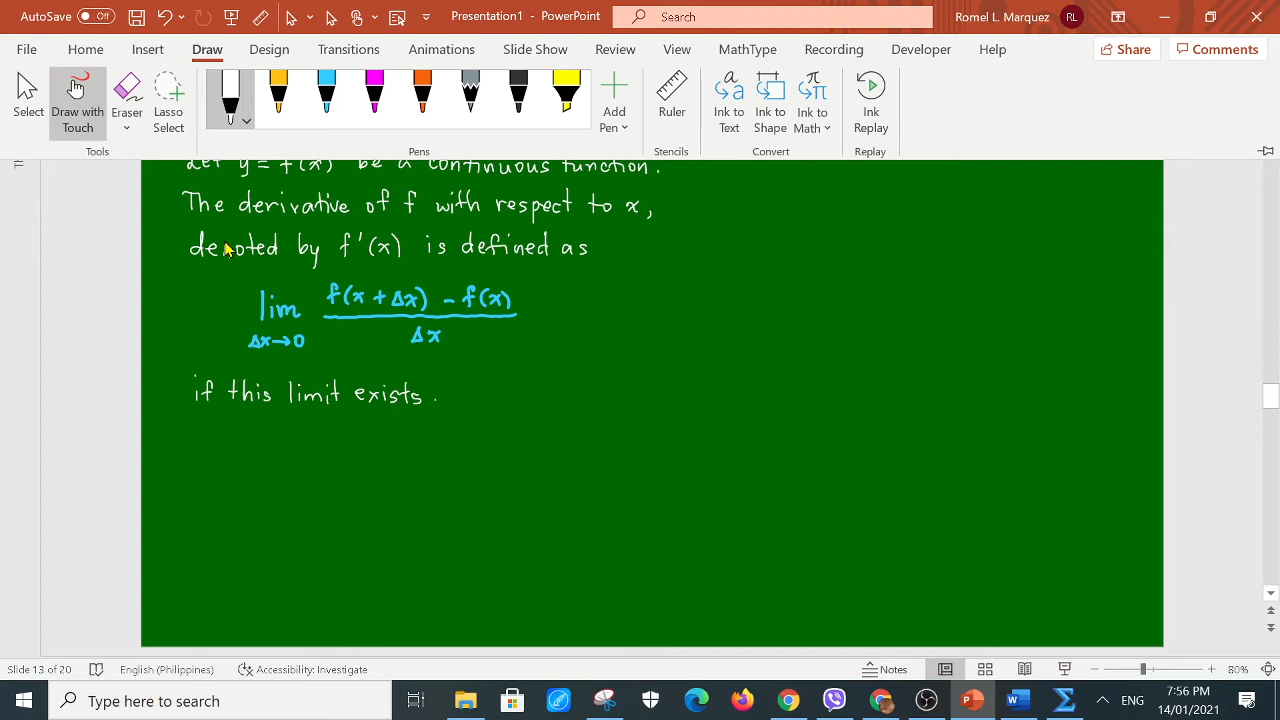 AutoSave Off Presentation1 - PowerPoint Search Romel L. Marquez RL
File Home Insert Draw Design Transitions Animations Slide Show Review View MathType Recording Developer Help Share Comments
Select Draw with Touch Eraser Lasso Select Add Pen Ruler Ink to Text Ink to Shape Ink to Math Ink Replay
Tools Pens Stencils Convert Replay
Let y = f(x) be a continuous function.
The derivative of f with respect to x,
denoted by f'(x) is defined as
lim f(x + Δx) - f(x)
Δx→0 Δx
if this limit exists.
Slide 13 of 20 English (Philippines) Accessibility: Investigate Notes 80%
Type here to search ENG 7:56 PM
14/01/2021